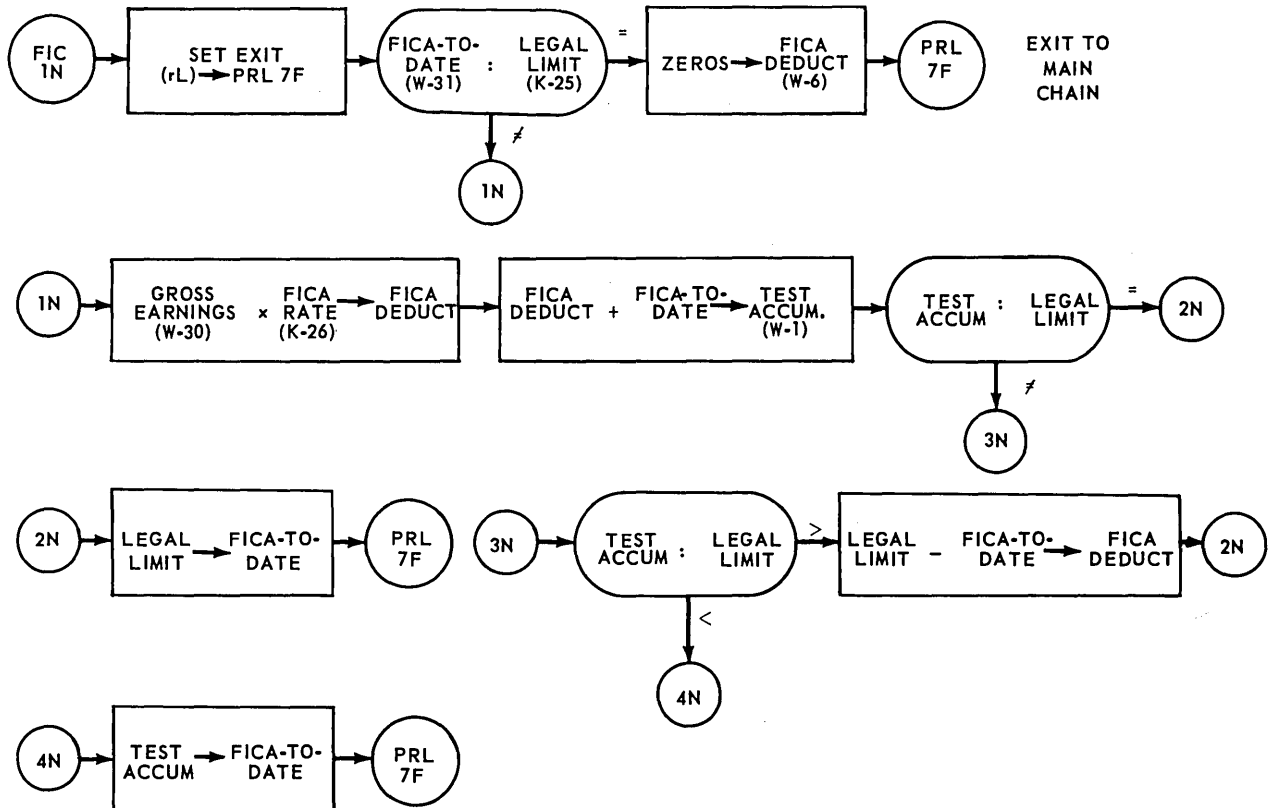 FIC
1N
SET EXIT
(rL) → PRL 7F
FICA-TO-
DATE
(W-31)
:
LEGAL
LIMIT
(K-25)
=
≠
1N
ZEROS → FICA
DEDUCT
(W-6)
PRL
7F
EXIT TO
MAIN
CHAIN
1N
GROSS
EARNINGS
(W-30)
×
FICA
RATE
(K-26)
→
FICA
DEDUCT
FICA
DEDUCT
+
FICA-TO-
DATE
→
TEST
ACCUM.
(W-1)
TEST
ACCUM
:
LEGAL
LIMIT
=
2N
≠
3N
2N
LEGAL
LIMIT
→
FICA-TO-
DATE
PRL
7F
3N
TEST
ACCUM
:
LEGAL
LIMIT
>
<
4N
LEGAL
LIMIT
–
FICA-TO-
DATE
→
FICA
DEDUCT
2N
4N
TEST
ACCUM
→
FICA-TO-
DATE
PRL
7F